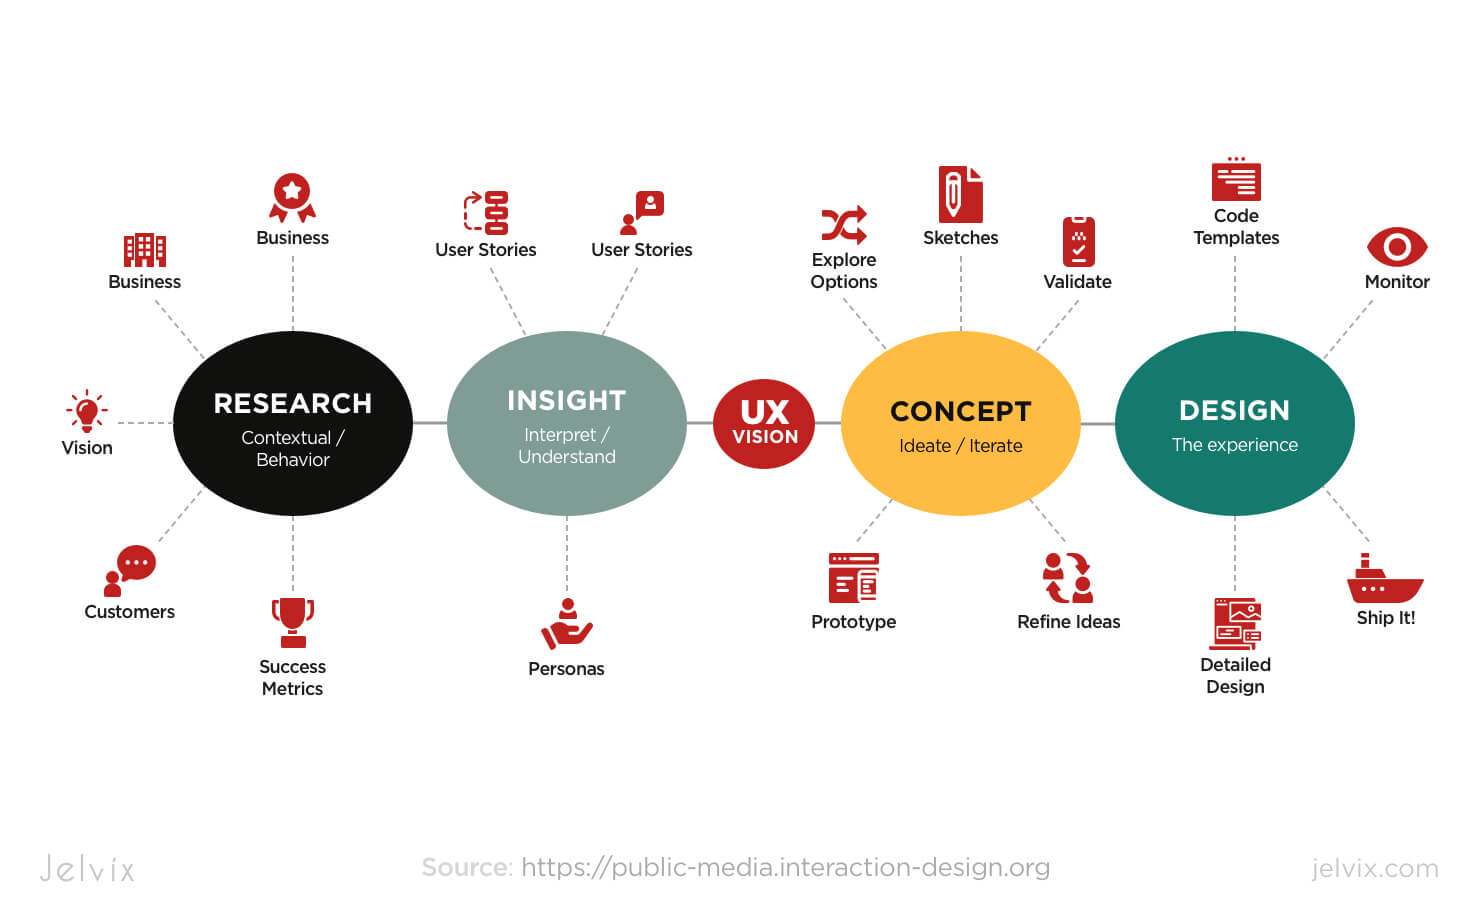 Business
Business
Vision
Customers
Success
Metrics
RESEARCH
Contextual /
Behavior
User Stories
User Stories
INSIGHT
Interpret /
Understand
Personas
UX
VISION
Explore
Options
Sketches
Validate
CONCEPT
Ideate / Iterate
Prototype
Refine Ideas
Code
Templates
Monitor
DESIGN
The experience
Detailed
Design
Ship It!
Jelvix
Source: https://public-media.interaction-design.org
jelvix.com